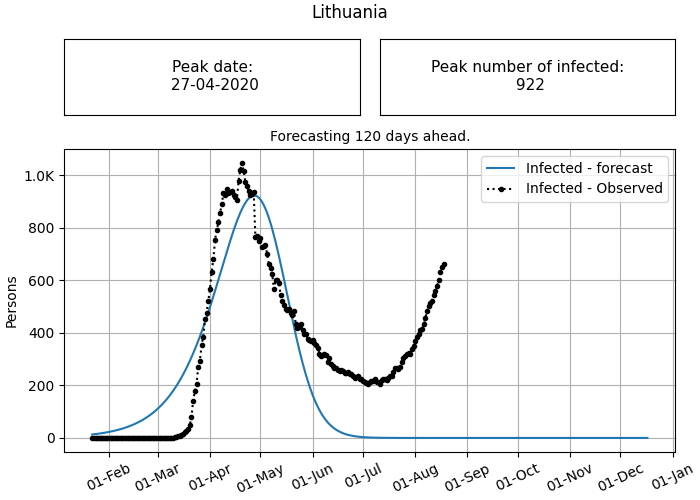 Lithuania
Peak date:
27-04-2020
Peak number of infected:
922
Forecasting 120 days ahead.
Infected - forecast
Infected - Observed
1.0K
800
600
400
200
0
Persons
01-Feb
01-Mar
01-Apr
01-May
01-Jun
01-Jul
01-Aug
01-Sep
01-Oct
01-Nov
01-Dec
01-Jan